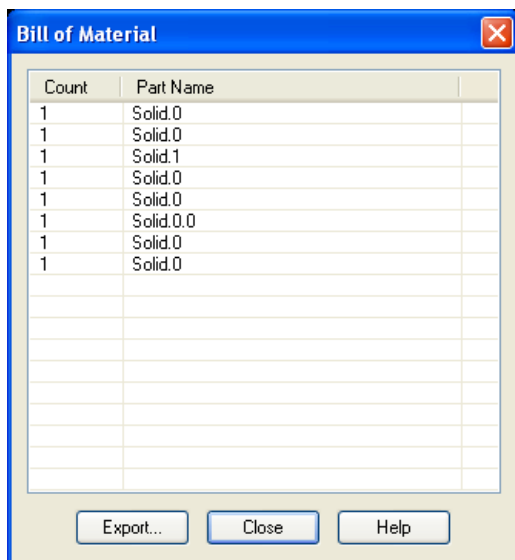 Bill of Material
Count Part Name
1 Solid.0
1 Solid.0
1 Solid.1
1 Solid.0
1 Solid.0
1 Solid.0.0
1 Solid.0
1 Solid.0
Export... Close Help